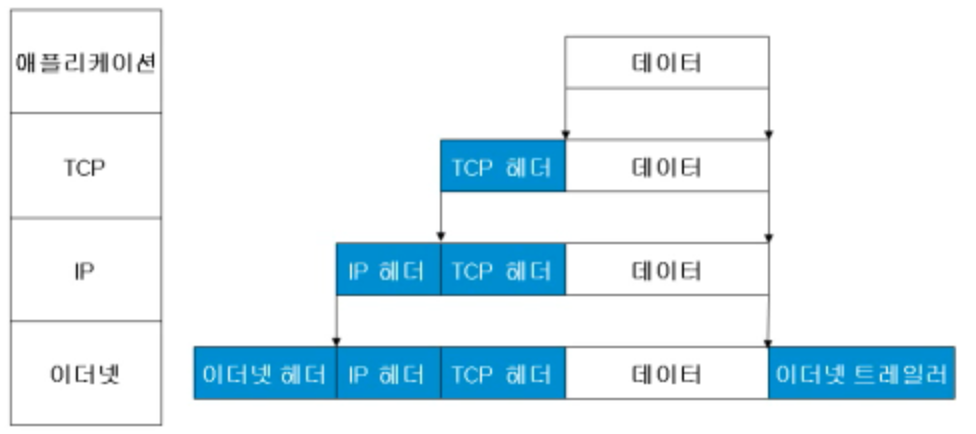 애플리케이션
데이터
TCP
TCP 헤더
데이터
IP
IP 헤더
TCP 헤더
데이터
이더넷
이더넷 헤더
IP 헤더
TCP 헤더
데이터
이더넷 트레일러